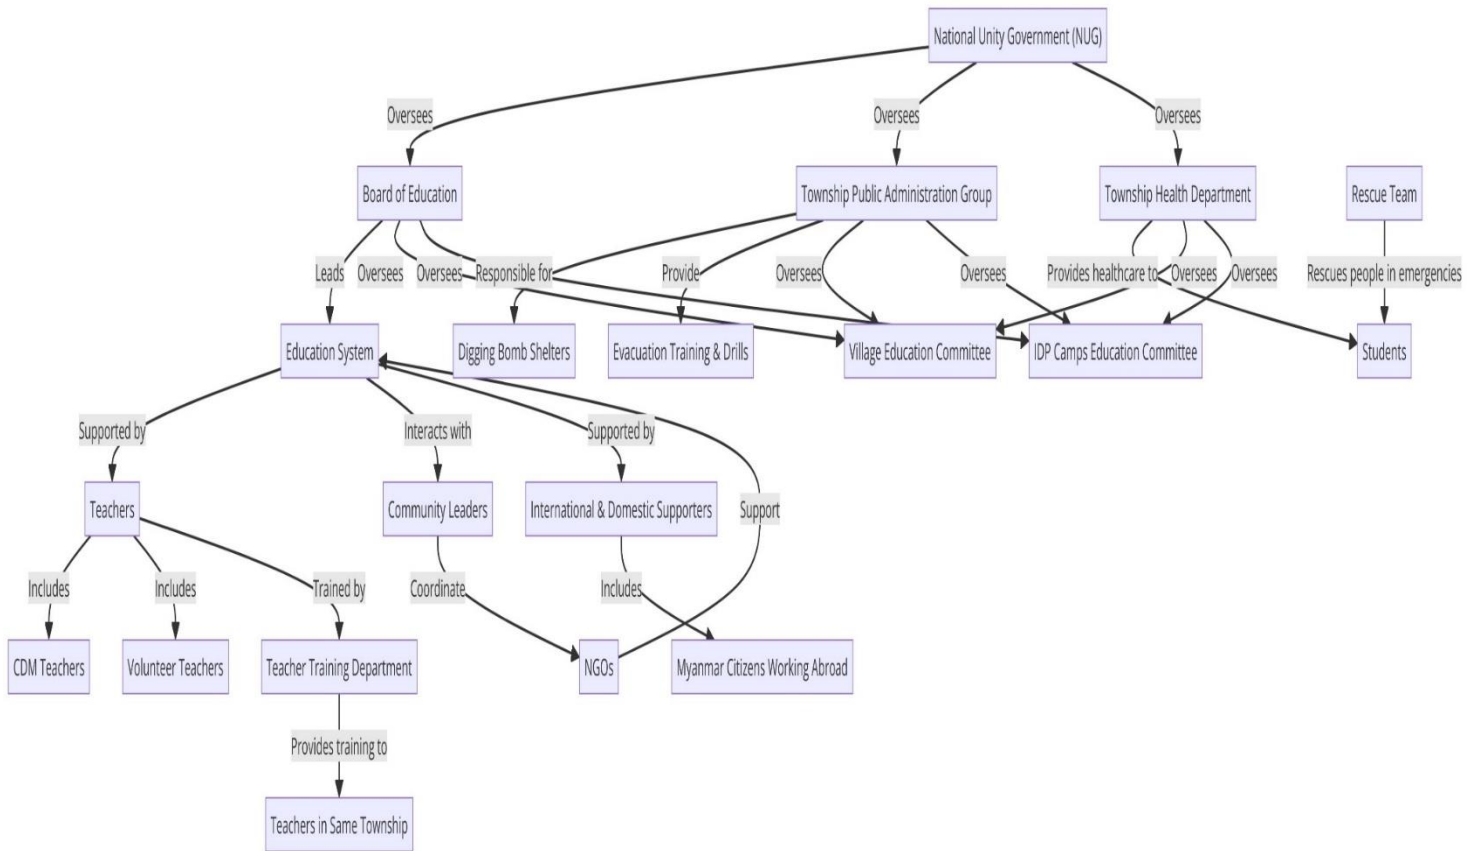 National Unity Government (NUG)
Oversees
Oversees
Oversees
Board of Education
Township Public Administration Group
Township Health Department
Rescue Team
Leads
Oversees
Oversees
Responsible for
Provide
Oversees
Oversees
Provides healthcare to
Oversees
Oversees
Rescues people in emergencies
Education System
Digging Bomb Shelters
Evacuation Training & Drills
Village Education Committee
IDP Camps Education Committee
Students
Supported by
Interacts with
Supported by
Support
Teachers
Community Leaders
International & Domestic Supporters
Includes
Includes
Trained by
Coordinate
Includes
CDM Teachers
Volunteer Teachers
Teacher Training Department
NGOs
Myanmar Citizens Working Abroad
Provides training to
Teachers in Same Township